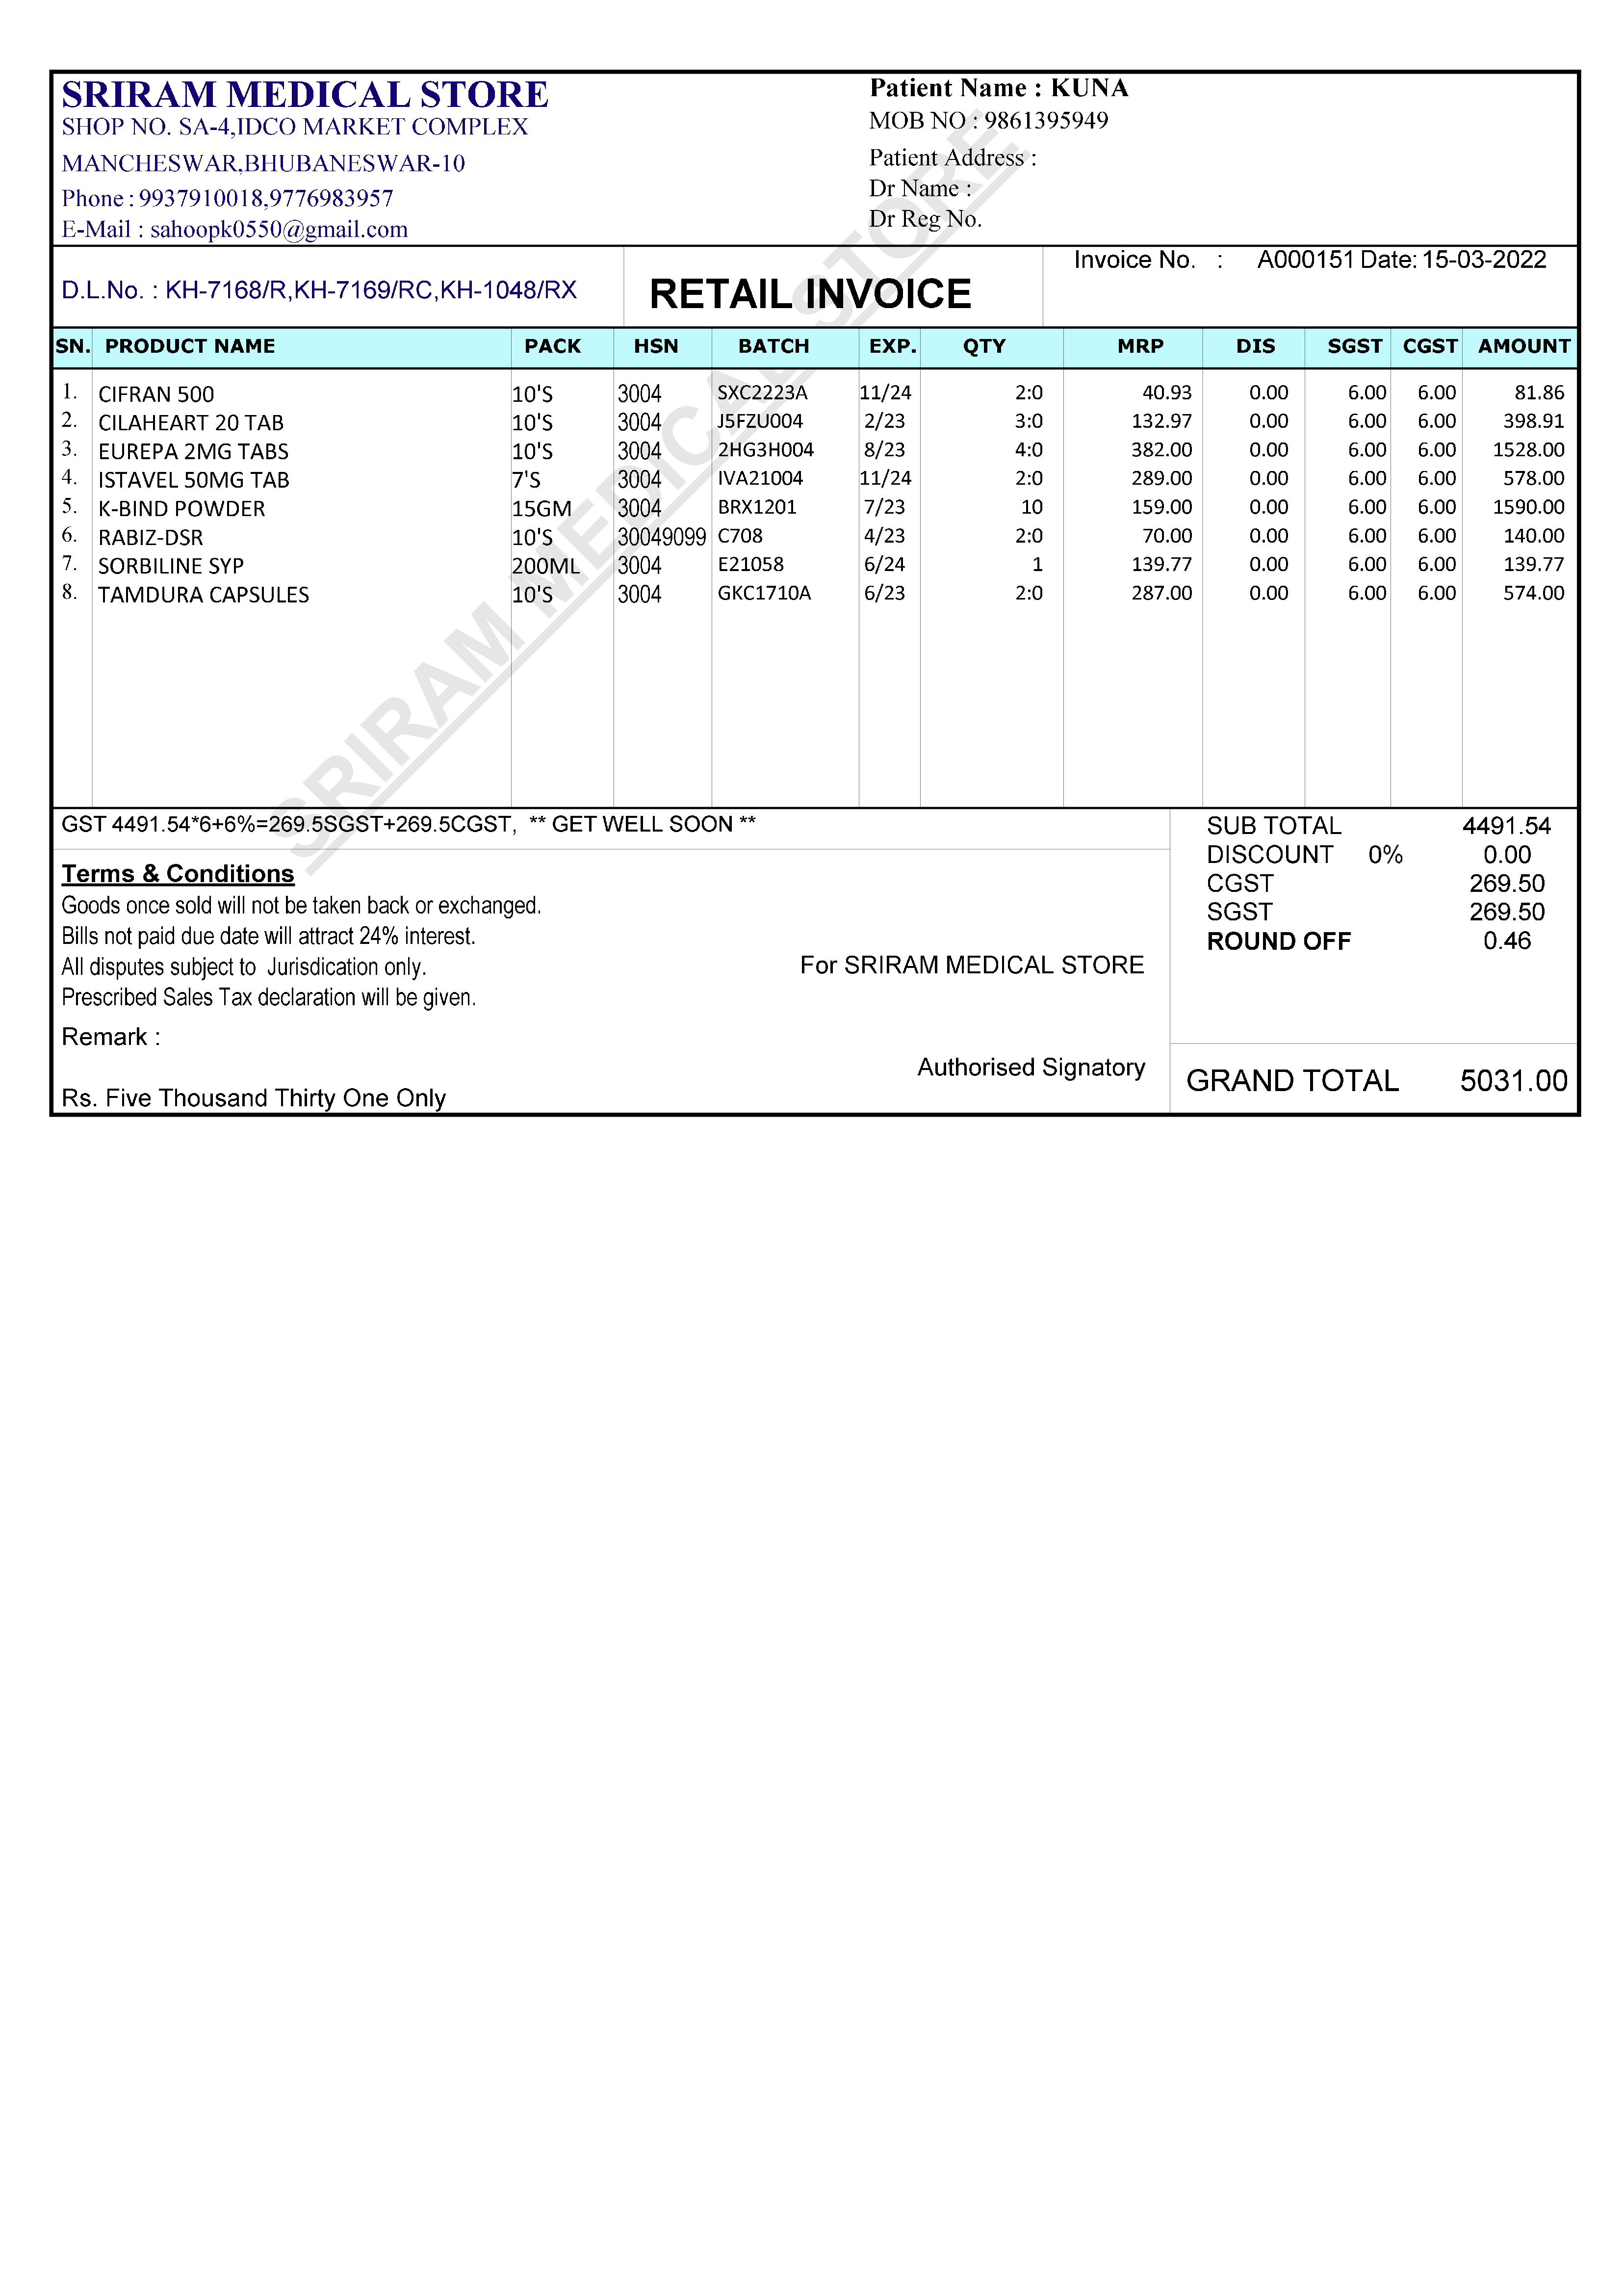 SRIRAM MEDICAL STORE
SHOP NO. SA-4,IDCO MARKET COMPLEX
MANCHESWAR,BHUBANESWAR-10
Phone : 9937910018,9776983957
E-Mail : sahoopk0550@gmail.com
Patient Name : KUNA
MOB NO : 9861395949
Patient Address :
Dr Name :
Dr Reg No.
D.L.No. : KH-7168/R,KH-7169/RC,KH-1048/RX
RETAIL INVOICE
Invoice No. : A000151 Date: 15-03-2022
SN. PRODUCT NAME PACK HSN BATCH EXP. QTY MRP DIS SGST CGST AMOUNT
1. CIFRAN 500 10'S 3004 SXC2223A 11/24 2:0 40.93 0.00 6.00 6.00 81.86
2. CILAHEART 20 TAB 10'S 3004 J5FZU004 2/23 3:0 132.97 0.00 6.00 6.00 398.91
3. EUREPA 2MG TABS 10'S 3004 2HG3H004 8/23 4:0 382.00 0.00 6.00 6.00 1528.00
4. ISTAVEL 50MG TAB 7'S 3004 IVA21004 11/24 2:0 289.00 0.00 6.00 6.00 578.00
5. K-BIND POWDER 15GM 3004 BRX1201 7/23 10 159.00 0.00 6.00 6.00 1590.00
6. RABIZ-DSR 10'S 30049099 C708 4/23 2:0 70.00 0.00 6.00 6.00 140.00
7. SORBILINE SYP 200ML 3004 E21058 6/24 1 139.77 0.00 6.00 6.00 139.77
8. TAMDURA CAPSULES 10'S 3004 GKC1710A 6/23 2:0 287.00 0.00 6.00 6.00 574.00
SRIRAM MEDICAL STORE
GST 4491.54*6+6%=269.5SGST+269.5CGST, ** GET WELL SOON **
Terms & Conditions
Goods once sold will not be taken back or exchanged.
Bills not paid due date will attract 24% interest.
All disputes subject to Jurisdication only.
Prescribed Sales Tax declaration will be given.
Remark :
Rs. Five Thousand Thirty One Only
For SRIRAM MEDICAL STORE
Authorised Signatory
SUB TOTAL 4491.54
DISCOUNT 0% 0.00
CGST 269.50
SGST 269.50
ROUND OFF 0.46
GRAND TOTAL 5031.00